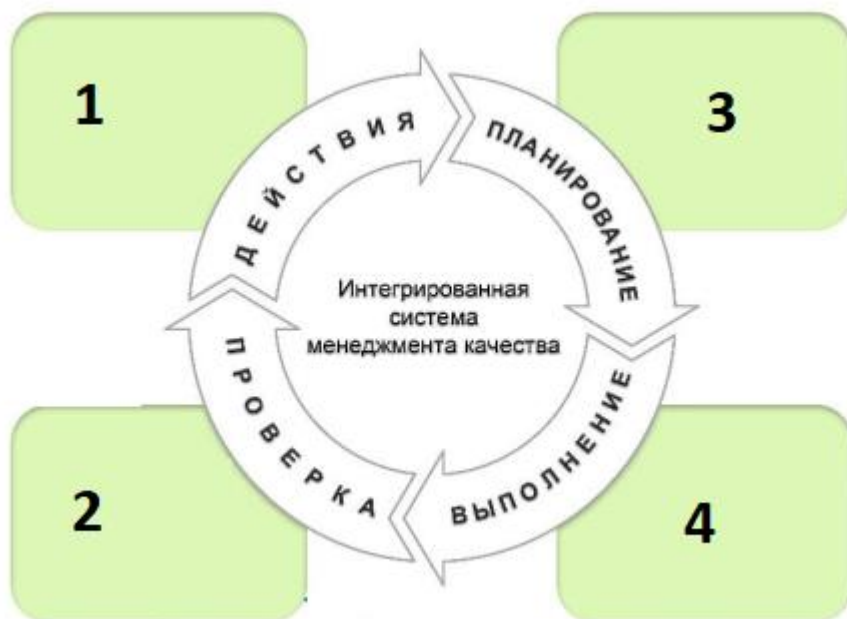 1
3
ДЕЙСТВИЯ
ПЛАНИРОВАНИЕ
Интегрированная
система
менеджмента качества
ПРОВЕРКА
ВЫПОЛНЕНИЕ
2
4